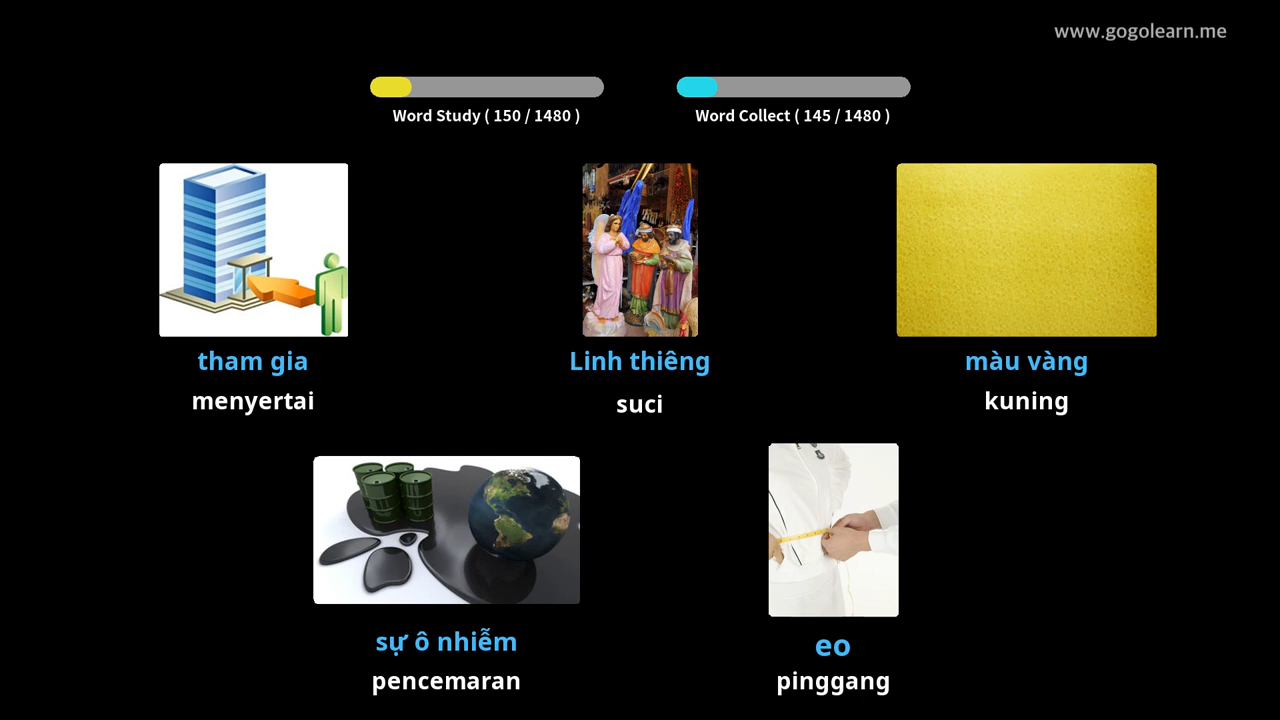 www.gogolearn.me
Word Study ( 150 / 1480 )
Word Collect ( 145 / 1480 )
tham gia
menyertai
Linh thiêng
suci
màu vàng
kuning
sự ô nhiễm
pencemaran
eo
pinggang